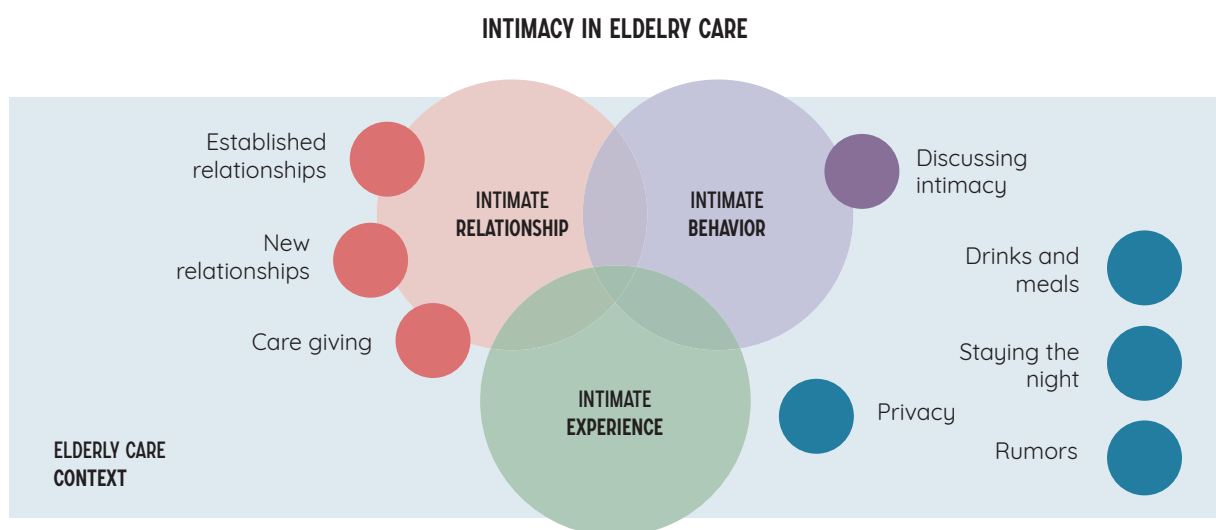 INTIMACY IN ELDELRY CARE
Established
relationships
New
relationships
Care giving
INTIMATE
RELATIONSHIP
INTIMATE
BEHAVIOR
INTIMATE
EXPERIENCE
Discussing
intimacy
Drinks and
meals
Staying the
night
Privacy
Rumors
ELDERLY CARE
CONTEXT